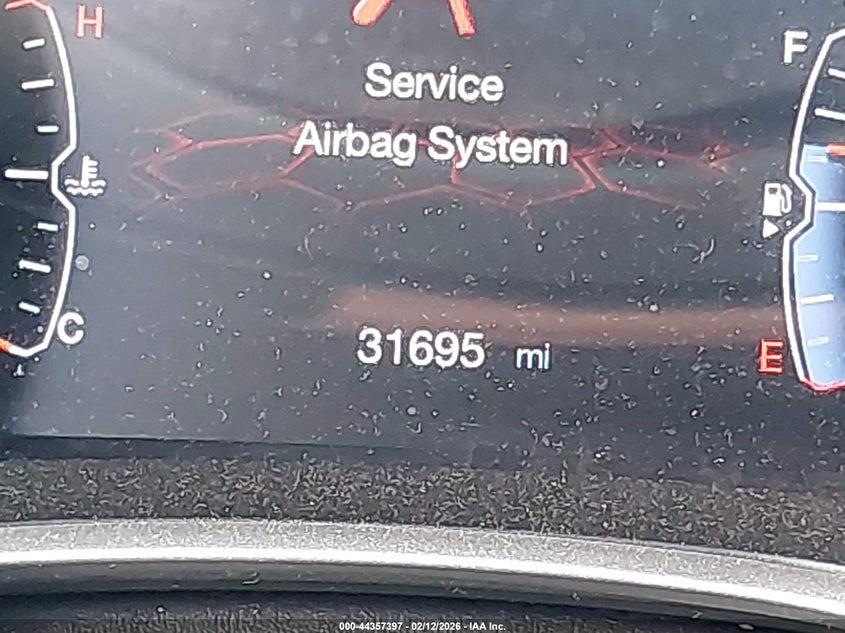 H
F
Service
Airbag System
C
31695 mi
E
000-44357397 - 02/12/2026 - IAA Inc.